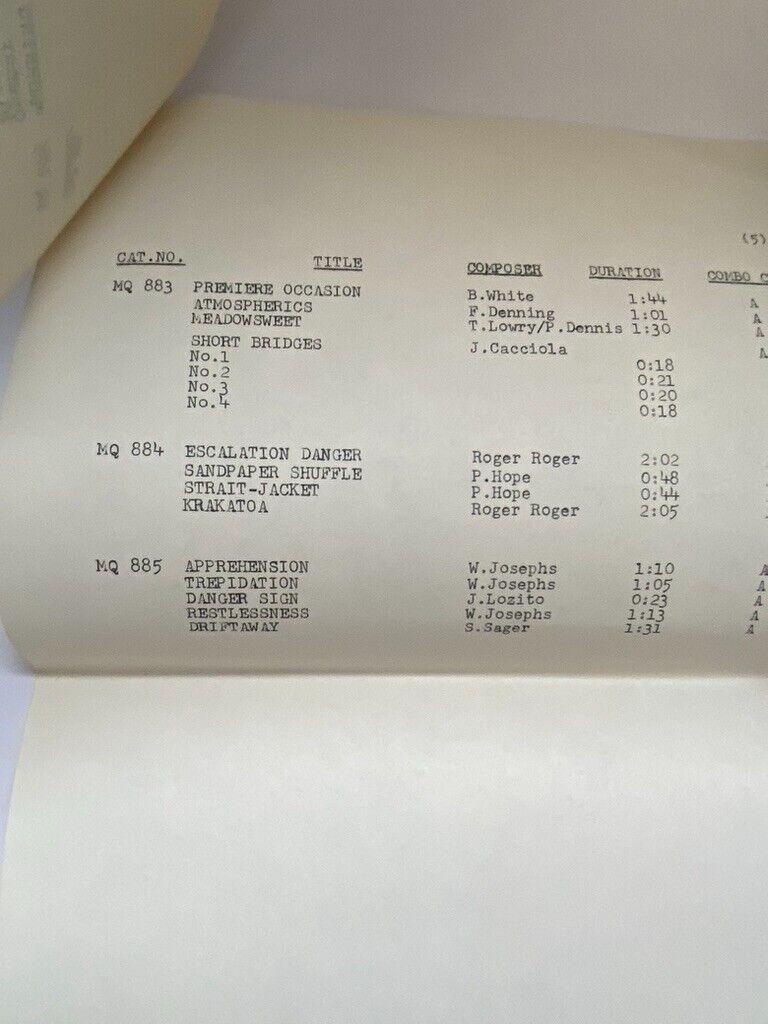 (5)
CAT.NO. TITLE COMPOSER DURATION COMBO
MQ 883 PREMIERE OCCASION B.White 1:44 A
ATMOSPHERICS F.Denning 1:01 A
MEADOWSWEET T.Lowry/P.Dennis 1:30 A
SHORT BRIDGES J.Cacciola A
No.1 0:18
No.2 0:21
No.3 0:20
No.4 0:18
MQ 884 ESCALATION DANGER Roger Roger 2:02
SANDPAPER SHUFFLE P.Hope 0:48
STRAIT-JACKET P.Hope 0:44
KRAKATOA Roger Roger 2:05
MQ 885 APPREHENSION W.Josephs 1:10 A
TREPIDATION W.Josephs 1:05 A
DANGER SIGN J.Lozito 0:23 A
RESTLESSNESS W.Josephs 1:13 A
DRIFTAWAY S.Sager 1:31 A